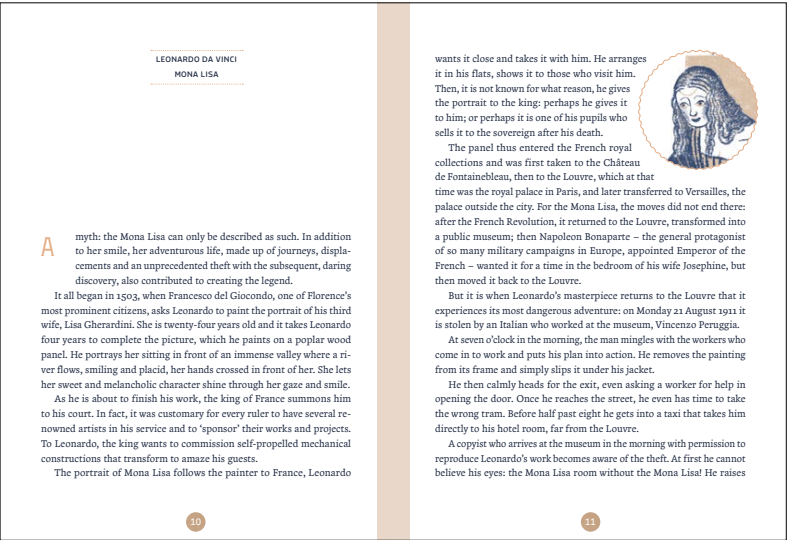 LEONARDO DA VINCI
MONA LISA
A myth: the Mona Lisa can only be described as such. In addition
to her smile, her adventurous life, made up of journeys, displa-
cements and an unprecedented theft with the subsequent, daring
discovery, also contributed to creating the legend.
It all began in 1503, when Francesco del Giocondo, one of Florence's
most prominent citizens, asks Leonardo to paint the portrait of his third
wife, Lisa Gherardini. She is twenty-four years old and it takes Leonardo
four years to complete the picture, which he paints on a poplar wood
panel. He portrays her sitting in front of an immense valley where a ri-
ver flows, smiling and placid, her hands crossed in front of her. She lets
her sweet and melancholic character shine through her gaze and smile.
As he is about to finish his work, the king of France summons him
to his court. In fact, it was customary for every ruler to have several re-
nowned artists in his service and to ‘sponsor’ their works and projects.
To Leonardo, the king wants to commission self-propelled mechanical
constructions that transform to amaze his guests.
The portrait of Mona Lisa follows the painter to France, Leonardo
10
wants it close and takes it with him. He arranges
it in his flats, shows it to those who visit him.
Then, it is not known for what reason, he gives
the portrait to the king: perhaps he gives it
to him; or perhaps it is one of his pupils who
sells it to the sovereign after his death.
The panel thus entered the French royal
collections and was first taken to the Château
de Fontainebleau, then to the Louvre, which at that
time was the royal palace in Paris, and later transferred to Versailles, the
palace outside the city. For the Mona Lisa, the moves did not end there:
after the French Revolution, it returned to the Louvre, transformed into
a public museum; then Napoleon Bonaparte – the general protagonist
of so many military campaigns in Europe, appointed Emperor of the
French – wanted it for a time in the bedroom of his wife Josephine, but
then moved it back to the Louvre.
But it is when Leonardo's masterpiece returns to the Louvre that it
experiences its most dangerous adventure: on Monday 21 August 1911 it
is stolen by an Italian who worked at the museum, Vincenzo Peruggia.
At seven o'clock in the morning, the man mingles with the workers who
come in to work and puts his plan into action. He removes the painting
from its frame and simply slips it under his jacket.
He then calmly heads for the exit, even asking a worker for help in
opening the door. Once he reaches the street, he even has time to take
the wrong tram. Before half past eight he gets into a taxi that takes him
directly to his hotel room, far from the Louvre.
A copyist who arrives at the museum in the morning with permission to
reproduce Leonardo's work becomes aware of the theft. At first he cannot
believe his eyes: the Mona Lisa room without the Mona Lisa! He raises
11